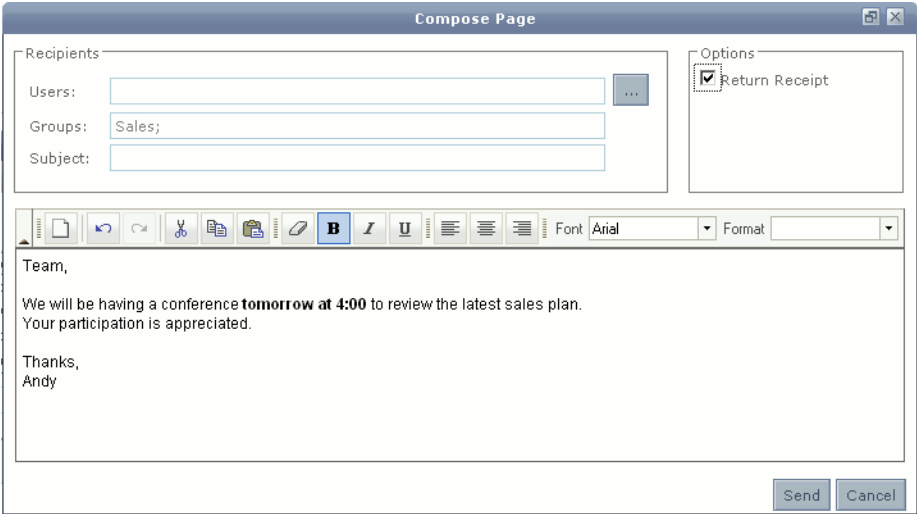 Compose Page
Recipients
Options
Users:
...
Return Receipt
Groups: Sales;
Subject:
B I U Font Arial Format
Team,
We will be having a conference tomorrow at 4:00 to review the latest sales plan.
Your participation is appreciated.
Thanks,
Andy
Send Cancel